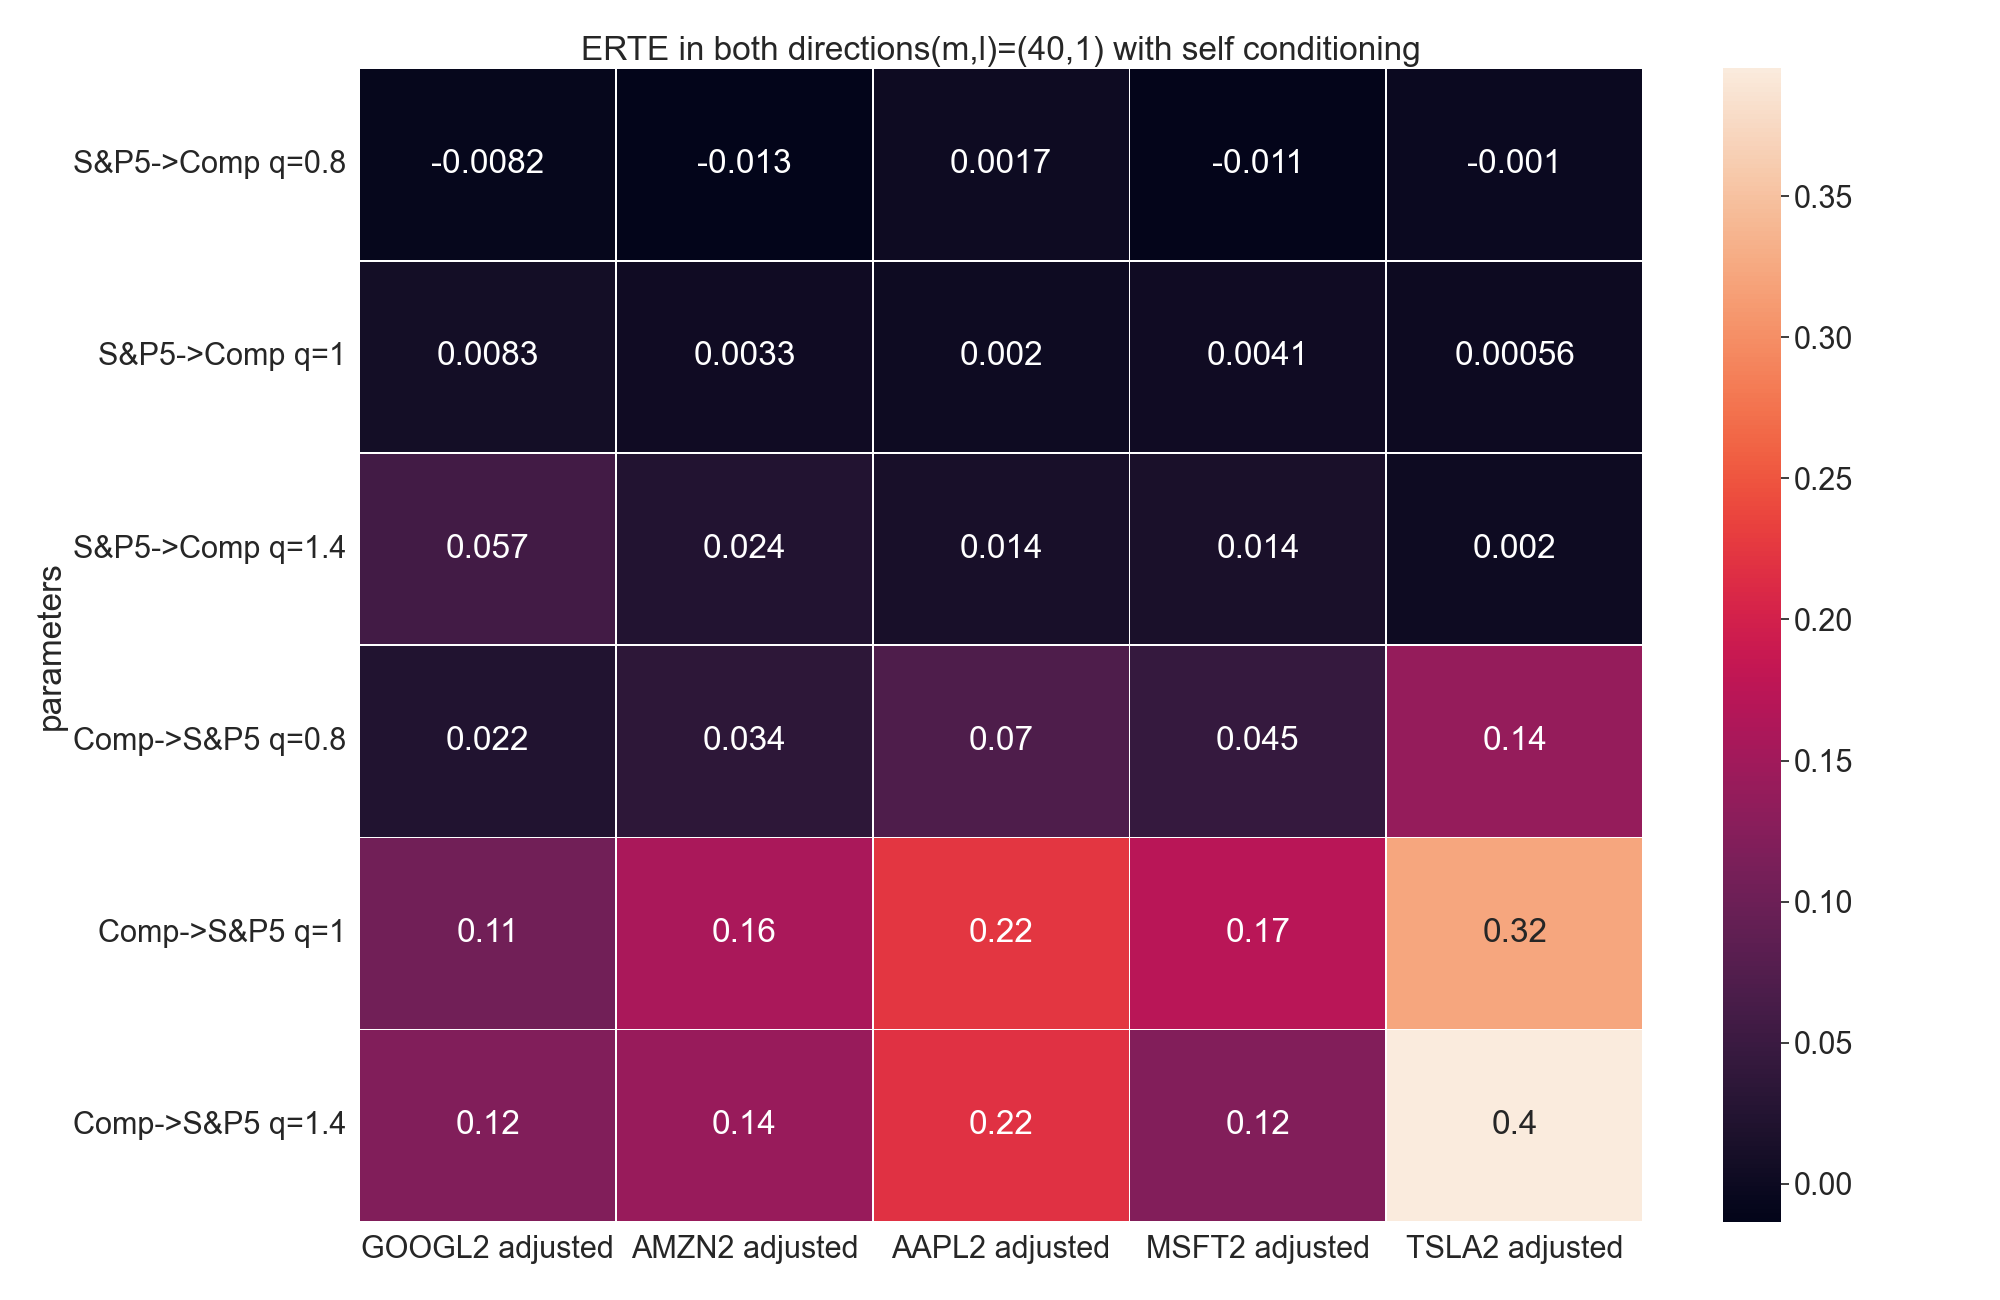 ERTE in both directions(m,l)=(40,1) with self conditioning
parameters
S&P5->Comp q=0.8 -0.0082 -0.013 0.0017 -0.011 -0.001
S&P5->Comp q=1 0.0083 0.0033 0.002 0.0041 0.00056
S&P5->Comp q=1.4 0.057 0.024 0.014 0.014 0.002
Comp->S&P5 q=0.8 0.022 0.034 0.07 0.045 0.14
Comp->S&P5 q=1 0.11 0.16 0.22 0.17 0.32
Comp->S&P5 q=1.4 0.12 0.14 0.22 0.12 0.4
GOOGL2 adjusted AMZN2 adjusted AAPL2 adjusted MSFT2 adjusted TSLA2 adjusted
0.35
0.30
0.25
0.20
0.15
0.10
0.05
0.00